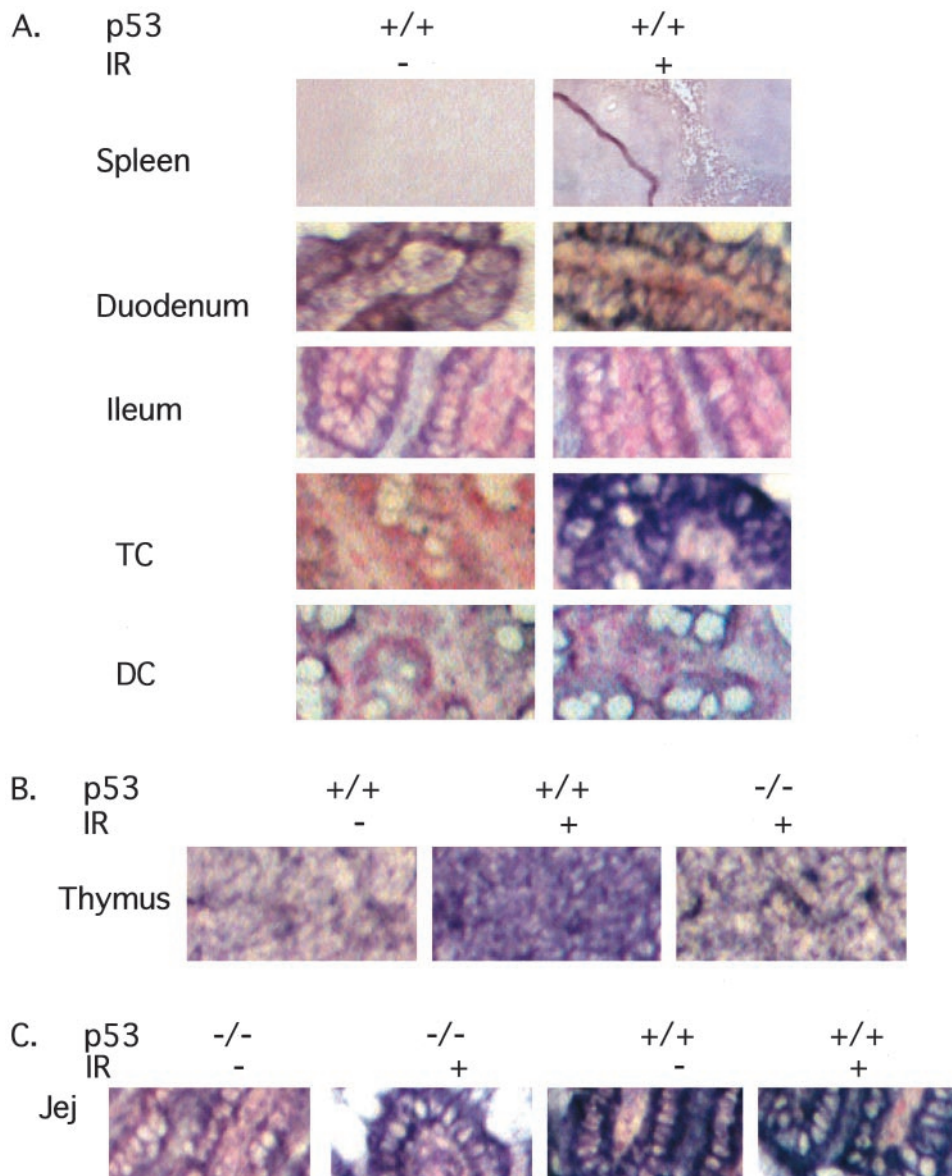 A. p53 +/+ +/+
IR - +
Spleen
Duodenum
Ileum
TC
DC
B. p53 +/+ +/+ -/-
IR - + +
Thymus
C. p53 -/- -/- +/+ +/+
IR - + - +
Jej